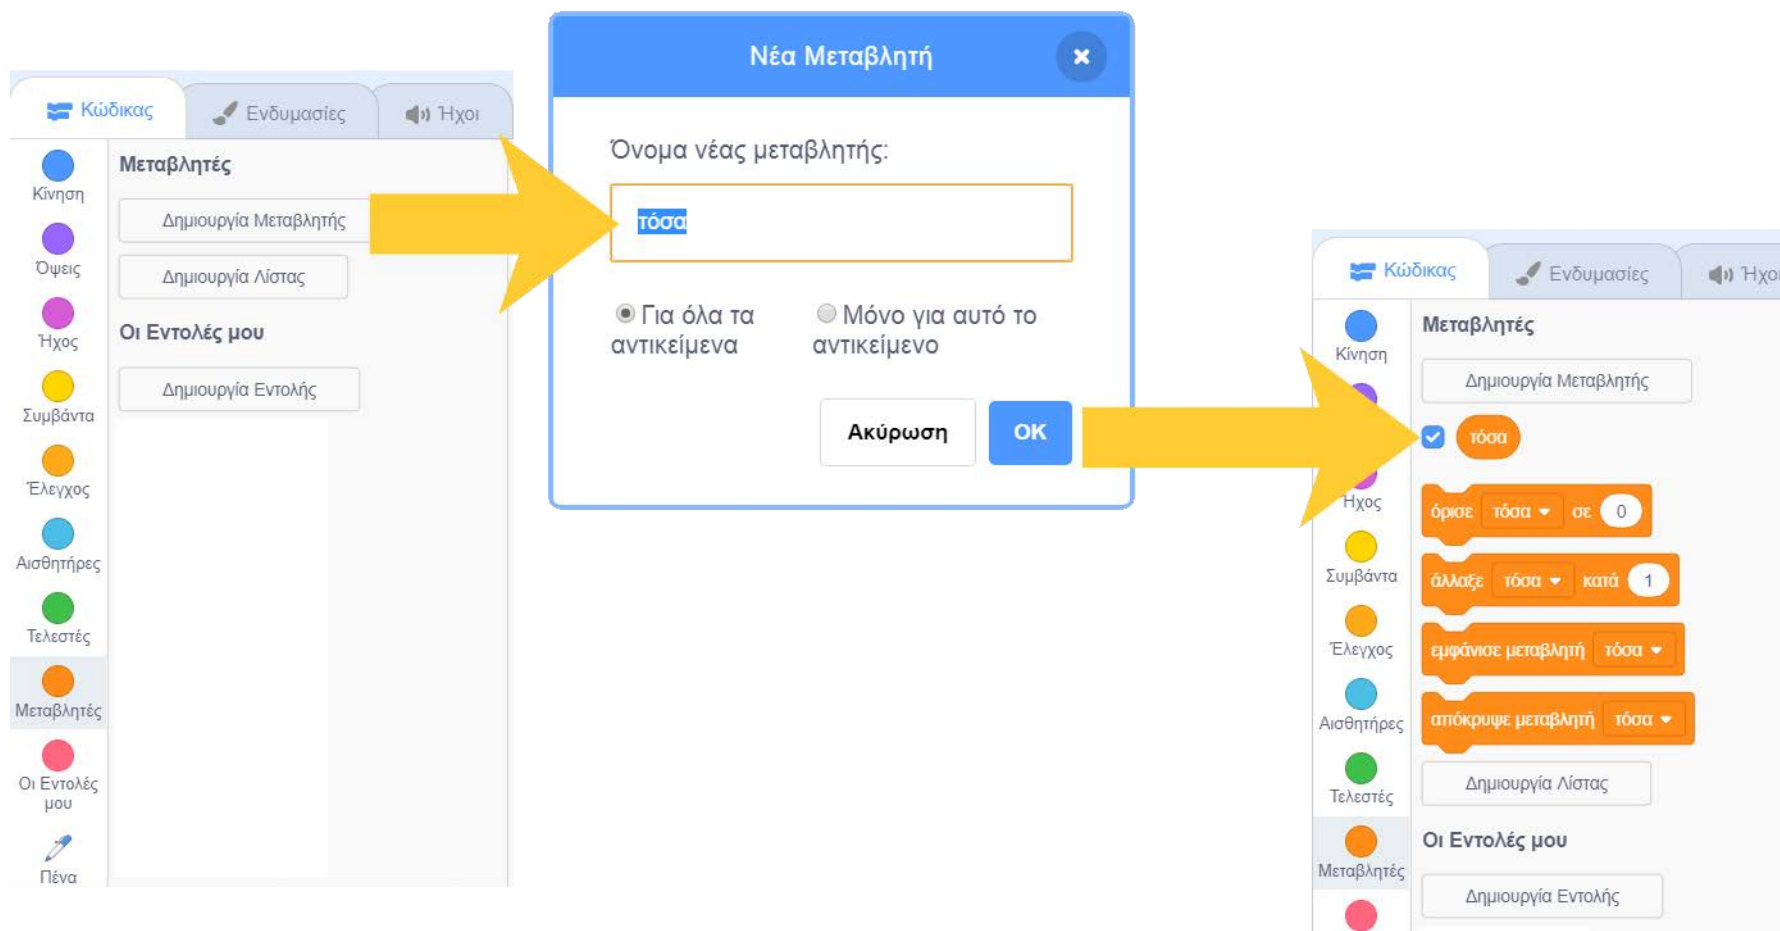 Κώδικας
Ενδυμασίες
Ήχοι
Κίνηση
Όψεις
Ήχος
Συμβάντα
Έλεγχος
Αισθητήρες
Τελεστές
Μεταβλητές
Οι Εντολές
μου
Πένα
Μεταβλητές
Δημιουργία Μεταβλητής
Δημιουργία Λίστας
Οι Εντολές μου
Δημιουργία Εντολής
Νέα Μεταβλητή
Όνομα νέας μεταβλητής:
τόσα
Για όλα τα
αντικείμενα
Μόνο για αυτό το
αντικείμενο
Ακύρωση
OK
Κώδικας
Ενδυμασίες
Ήχοι
Κίνηση
Ήχος
Συμβάντα
Έλεγχος
Αισθητήρες
Τελεστές
Μεταβλητές
Μεταβλητές
Δημιουργία Μεταβλητής
τόσα
όρισε τόσα σε 0
άλλαξε τόσα κατά 1
εμφάνισε μεταβλητή τόσα
απόκρυψε μεταβλητή τόσα
Δημιουργία Λίστας
Οι Εντολές μου
Δημιουργία Εντολής